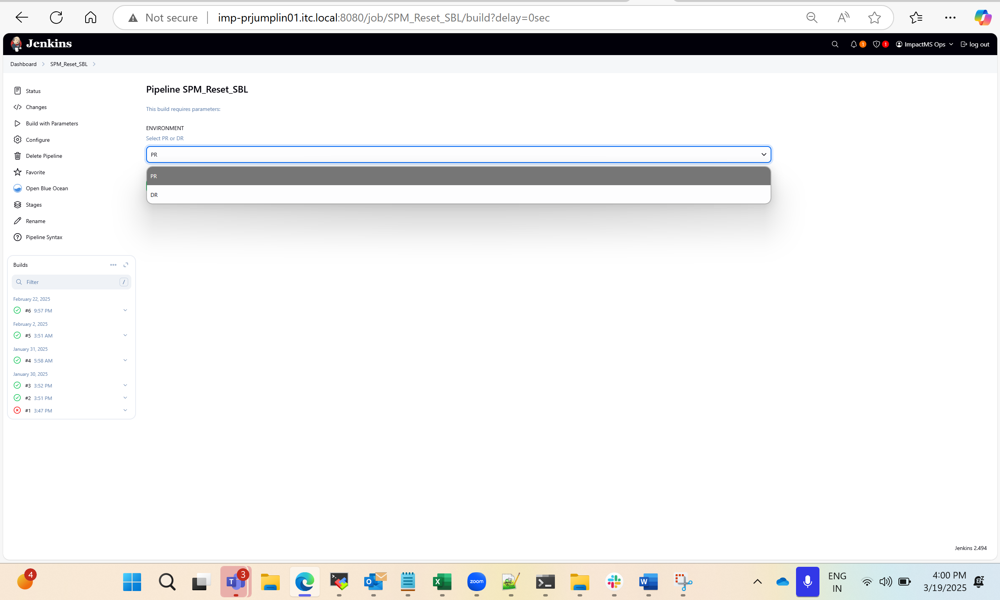 Not secure
imp-prjumplin01.itc.local:8080/job/SPM_Reset_SBL/build?delay=0sec
Jenkins
1
1
ImpactMS Ops
log out
Dashboard
SPM_Reset_SBL
Status
Changes
Build with Parameters
Configure
Delete Pipeline
Favorite
Open Blue Ocean
Stages
Rename
Pipeline Syntax
Pipeline SPM_Reset_SBL
This build requires parameters:
ENVIRONMENT
Select PR or DR
PR
PR
DR
Builds
Filter /
February 22, 2025
#6 9:57 PM
February 2, 2025
#5 3:51 AM
January 31, 2025
#4 5:58 AM
January 30, 2025
#3 3:52 PM
#2 3:51 PM
#1 3:47 PM
Jenkins 2.494
4
T 3
O
X
zoom
W
ENG
IN
4:00 PM
3/19/2025